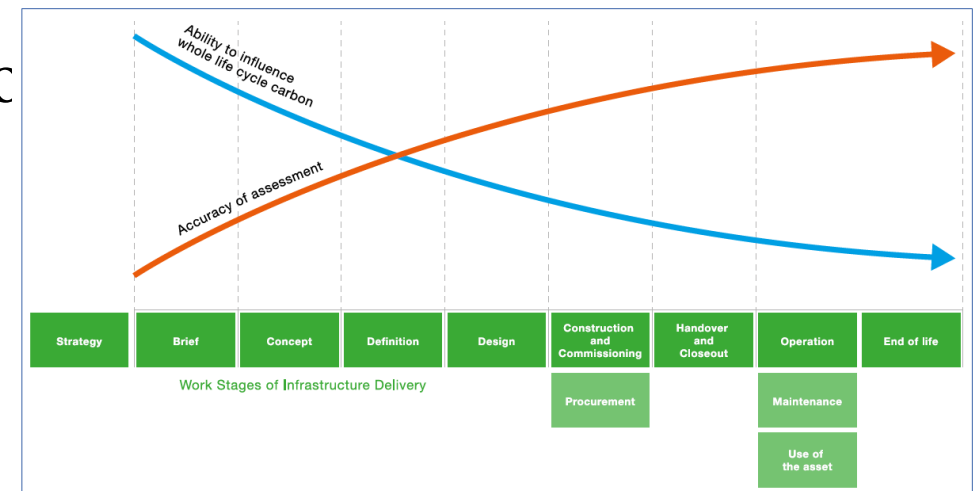 Ability to influence
whole life cycle carbon
Accuracy of assessment
Strategy
Brief
Concept
Definition
Design
Construction
and
Commissioning
Handover
and
Closeout
Operation
End of life
Work Stages of Infrastructure Delivery
Procurement
Maintenance
Use of
the asset